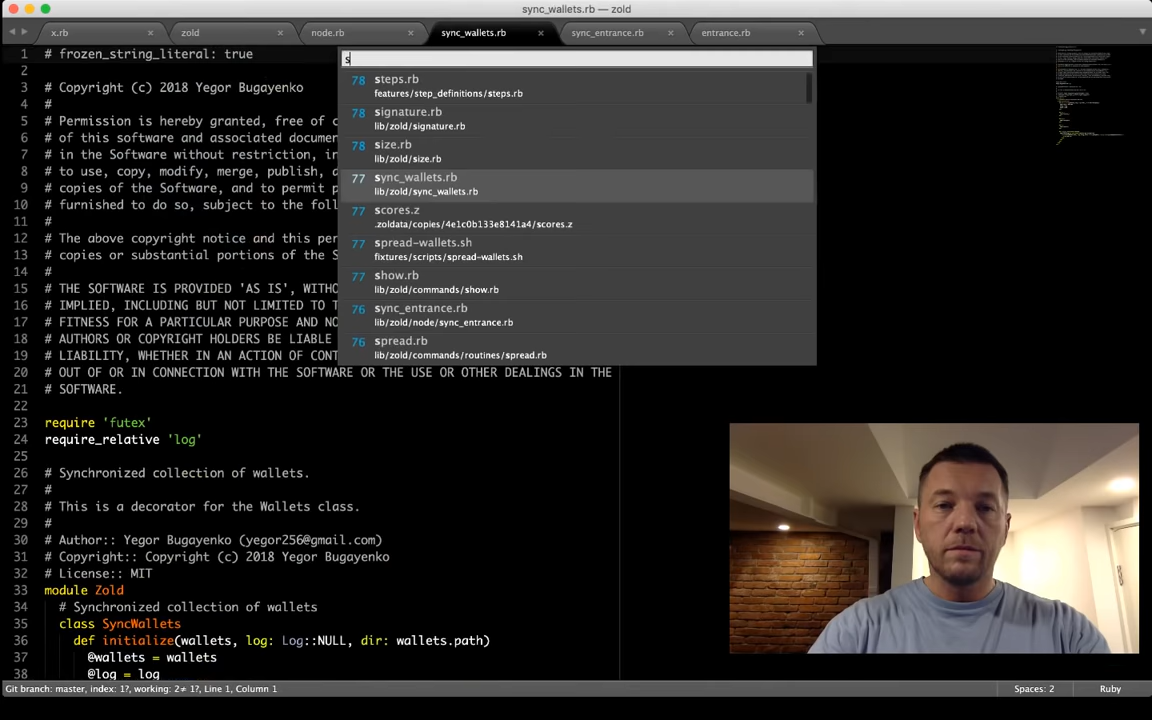 sync_wallets.rb — zold
x.rb
zold
node.rb
sync_wallets.rb
sync_entrance.rb
entrance.rb
s
78 steps.rb
features/step_definitions/steps.rb
78 signature.rb
lib/zold/signature.rb
78 size.rb
lib/zold/size.rb
77 sync_wallets.rb
lib/zold/sync_wallets.rb
77 scores.z
.zoldata/copies/4e1c0b133e8141a4/scores.z
77 spread-wallets.sh
fixtures/scripts/spread-wallets.sh
77 show.rb
lib/zold/commands/show.rb
76 sync_entrance.rb
lib/zold/node/sync_entrance.rb
76 spread.rb
lib/zold/commands/routines/spread.rb
1 # frozen_string_literal: true
2
3 # Copyright (c) 2018 Yegor Bugayenko
4 #
5 # Permission is hereby granted, free of c
6 # of this software and associated docume
7 # in the Software without restriction, i
8 # to use, copy, modify, merge, publish,
9 # copies of the Software, and to permit p
10 # furnished to do so, subject to the foll
11 #
12 # The above copyright notice and this per
13 # copies or substantial portions of the S
14 #
15 # THE SOFTWARE IS PROVIDED 'AS IS', WITHO
16 # IMPLIED, INCLUDING BUT NOT LIMITED TO T
17 # FITNESS FOR A PARTICULAR PURPOSE AND NO
18 # AUTHORS OR COPYRIGHT HOLDERS BE LIABLE
19 # LIABILITY, WHETHER IN AN ACTION OF CONT
20 # OUT OF OR IN CONNECTION WITH THE SOFTWARE OR THE USE OR OTHER DEALINGS IN THE
21 # SOFTWARE.
22
23 require 'futex'
24 require_relative 'log'
25
26 # Synchronized collection of wallets.
27 #
28 # This is a decorator for the Wallets class.
29 #
30 # Author:: Yegor Bugayenko (yegor256@gmail.com)
31 # Copyright:: Copyright (c) 2018 Yegor Bugayenko
32 # License:: MIT
33 module Zold
34 # Synchronized collection of wallets
35 class SyncWallets
36 def initialize(wallets, log: Log::NULL, dir: wallets.path)
37 @wallets = wallets
38 @log = log
Git branch: master, index: 1?, working: 2≠ 1?, Line 1, Column 1
Spaces: 2
Ruby